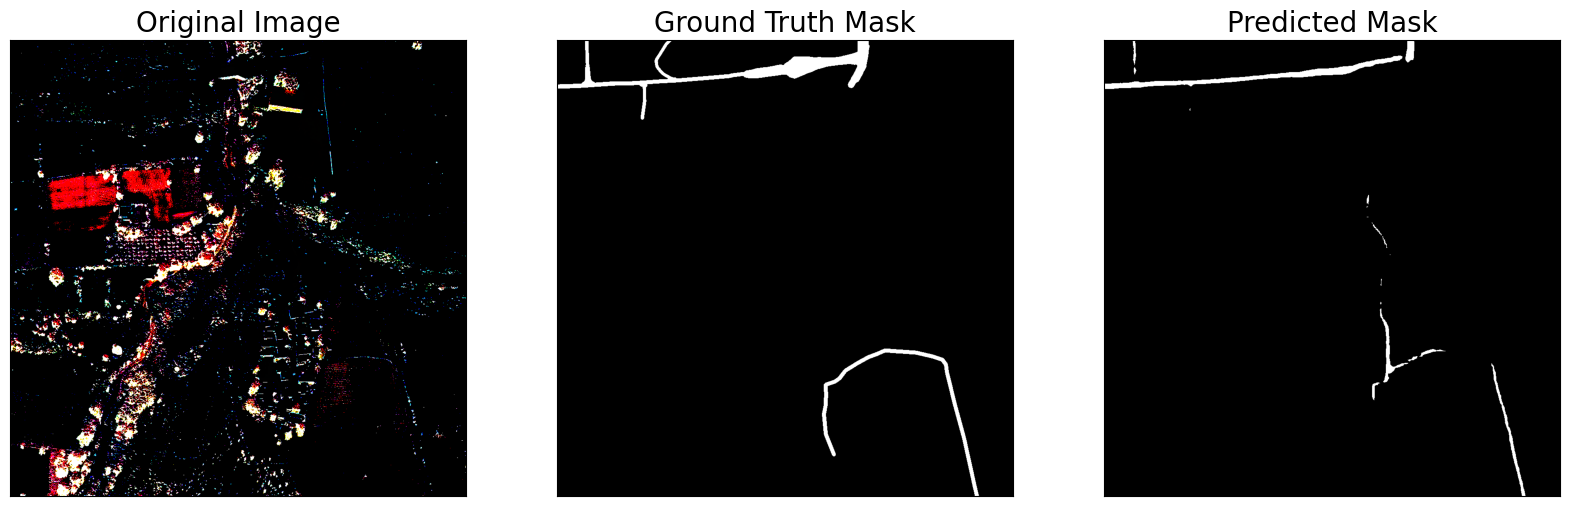 Original Image
Ground Truth Mask
Predicted Mask